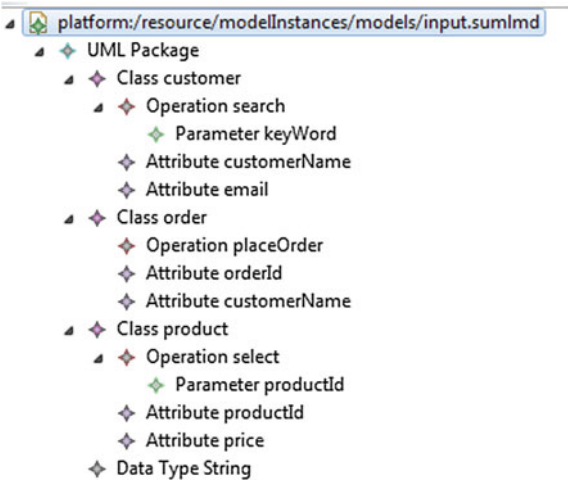 platform:/resource/modelInstances/models/input.sumlmd
UML Package
Class customer
Operation search
Parameter keyWord
Attribute customerName
Attribute email
Class order
Operation placeOrder
Attribute orderId
Attribute customerName
Class product
Operation select
Parameter productId
Attribute productId
Attribute price
Data Type String